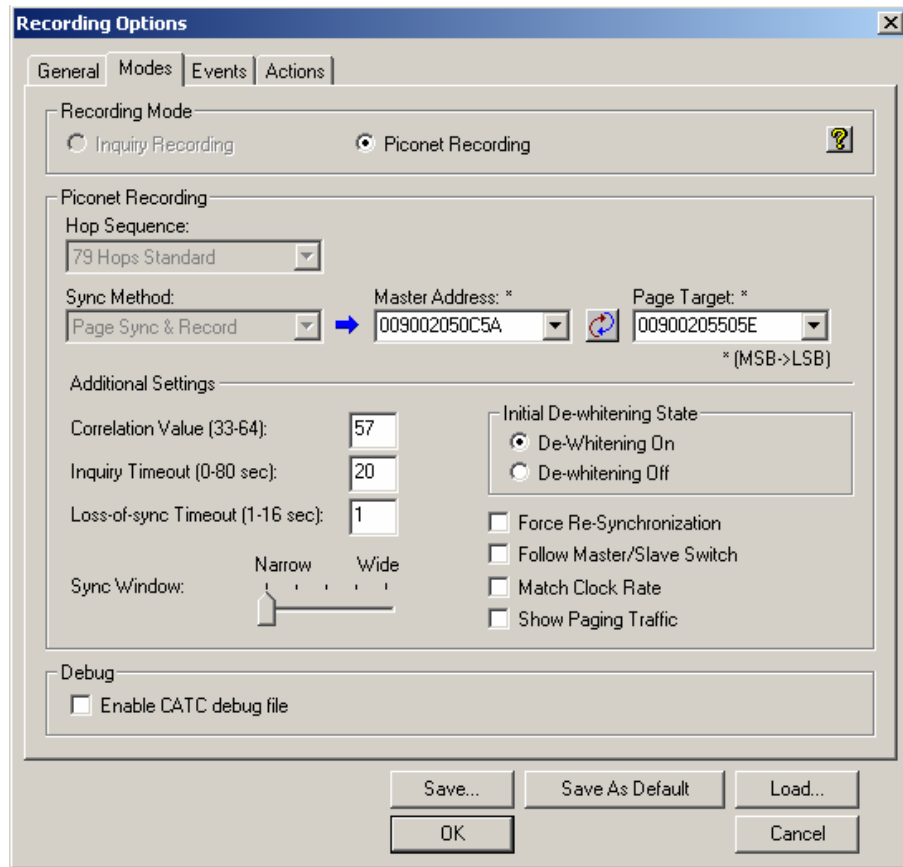 Recording Options
General Modes Events Actions
Recording Mode
Inquiry Recording Piconet Recording
Piconet Recording
Hop Sequence:
79 Hops Standard
Sync Method: Master Address: * Page Target: *
Page Sync & Record 009002050C5A 00900205505E
* (MSB->LSB)
Additional Settings
Correlation Value (33-64): 57
Inquiry Timeout (0-80 sec): 20
Loss-of-sync Timeout (1-16 sec): 1
Narrow Wide
Sync Window:
Initial De-whitening State
De-Whitening On
De-whitening Off
Force Re-Synchronization
Follow Master/Slave Switch
Match Clock Rate
Show Paging Traffic
Debug
Enable CATC debug file
Save... Save As Default Load...
OK Cancel